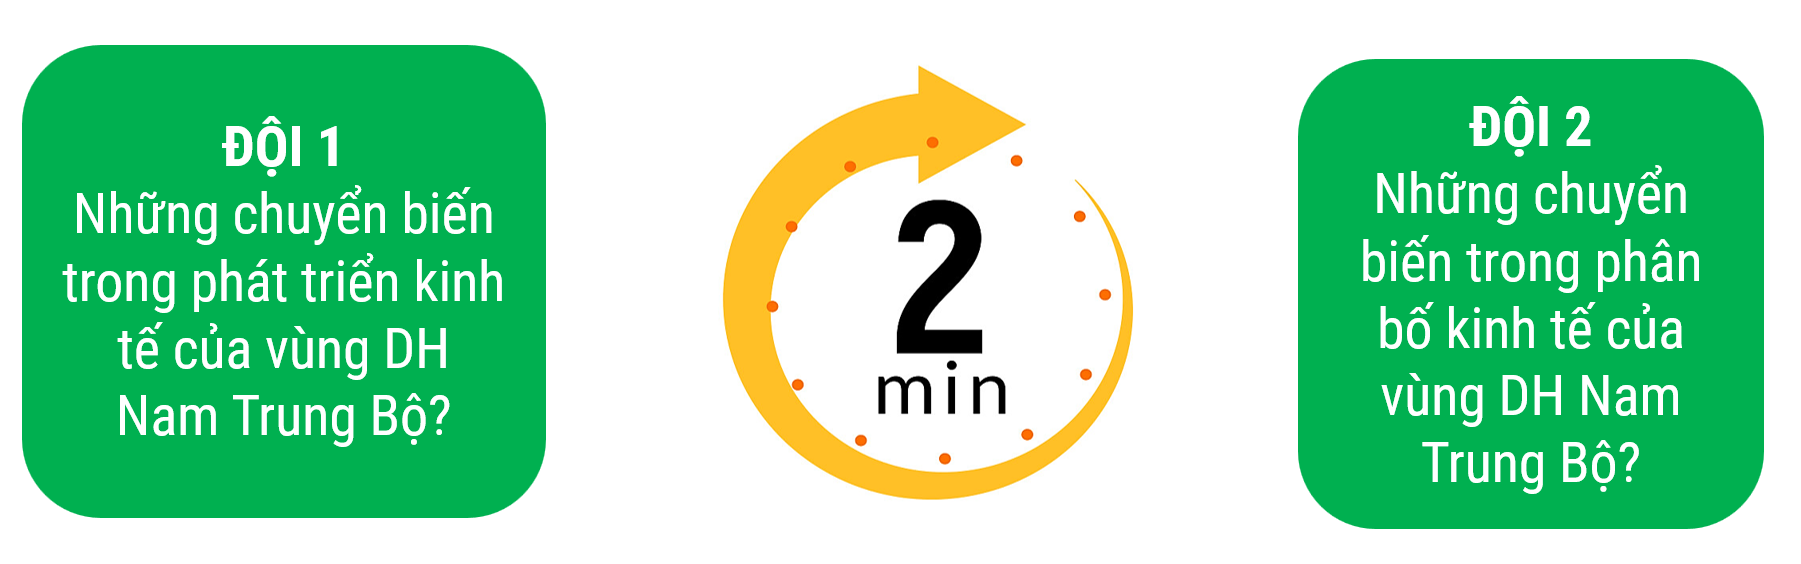 ĐỘI 1
Những chuyển biến
trong phát triển kinh
tế của vùng DH
Nam Trung Bộ?
2
min
ĐỘI 2
Những chuyển
biến trong phân
bố kinh tế của
vùng DH Nam
Trung Bộ?